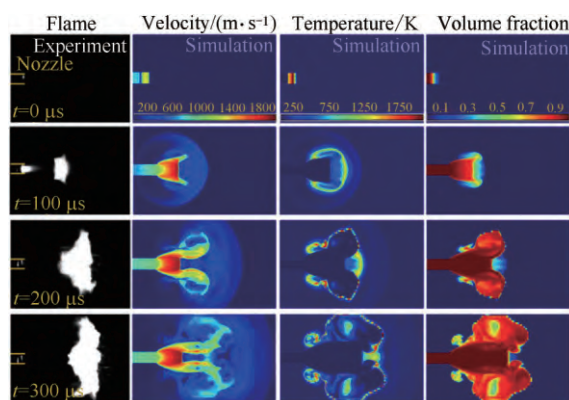 Flame Velocity/(m·s⁻¹) Temperature/K Volume fraction
Experiment Simulation Simulation Simulation
Nozzle
t=0 μs 200 600 1000 1400 1800 250 750 1250 1750 0.1 0.3 0.5 0.7 0.9
t=100 μs
t=200 μs
t=300 μs